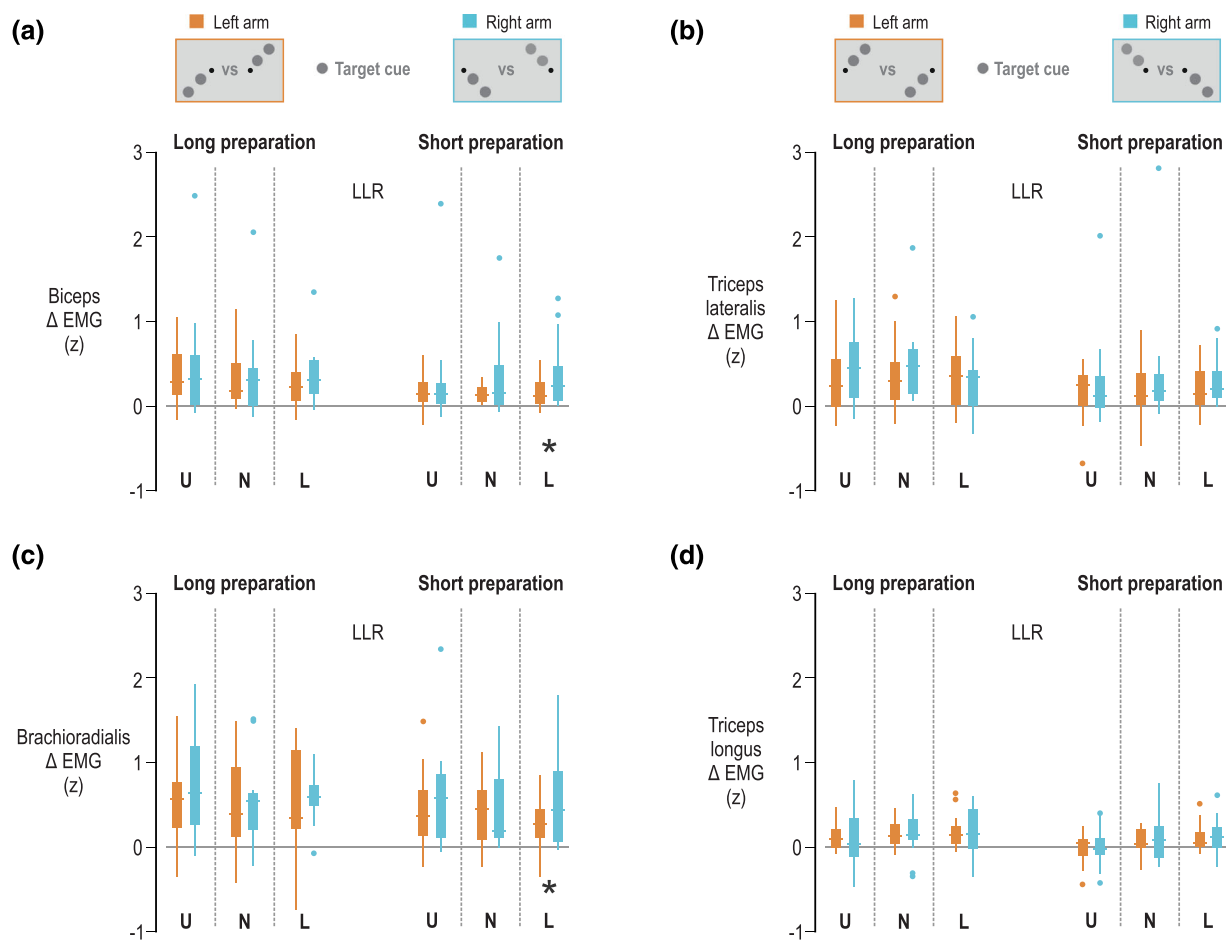 (a)
Left arm
Right arm
vs
Target cue
vs
Long preparation
Short preparation
LLR
3
2
1
0
-1
Biceps
Δ EMG
(z)
U
N
L
U
N
*
L
(b)
Left arm
Right arm
vs
Target cue
vs
Long preparation
Short preparation
LLR
3
2
1
0
-1
Triceps
lateralis
Δ EMG
(z)
U
N
L
U
N
L
(c)
Long preparation
Short preparation
LLR
3
2
1
0
-1
Brachioradialis
Δ EMG
(z)
U
N
L
U
N
*
L
(d)
Long preparation
Short preparation
LLR
3
2
1
0
-1
Triceps
longus
Δ EMG
(z)
U
N
L
U
N
L